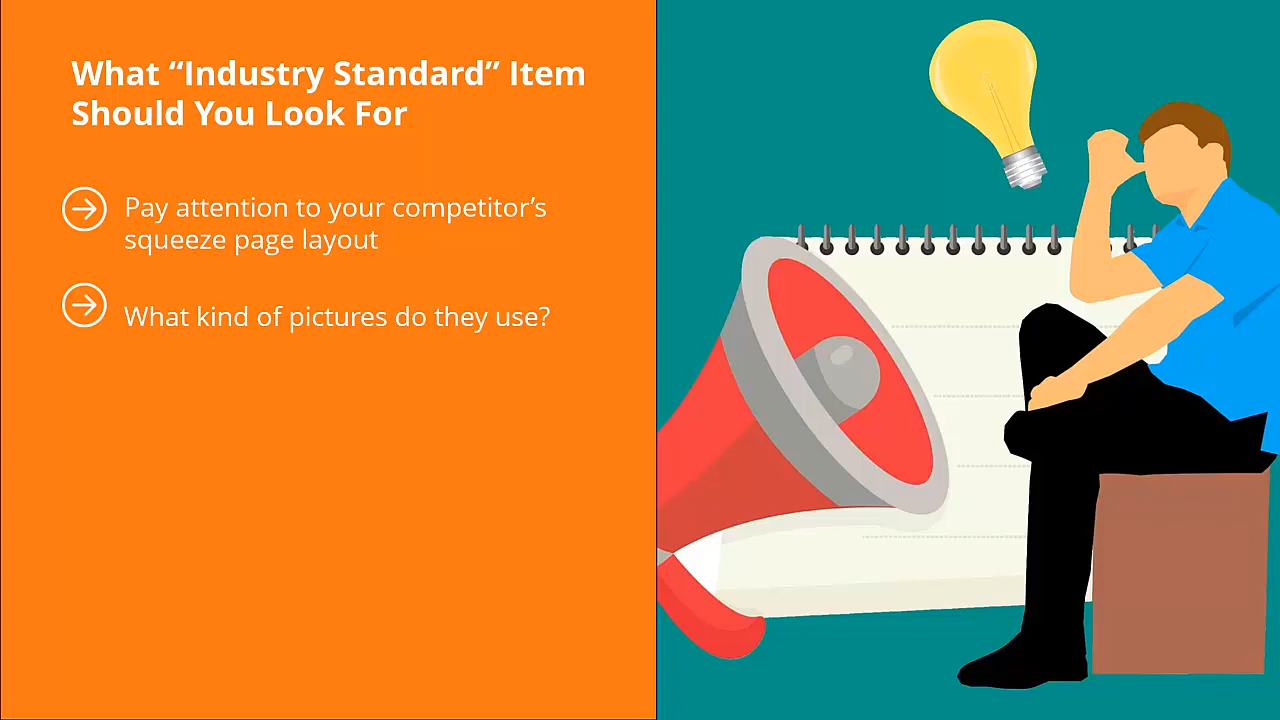 What “Industry Standard” Item
Should You Look For
Pay attention to your competitor’s
squeeze page layout
What kind of pictures do they use?